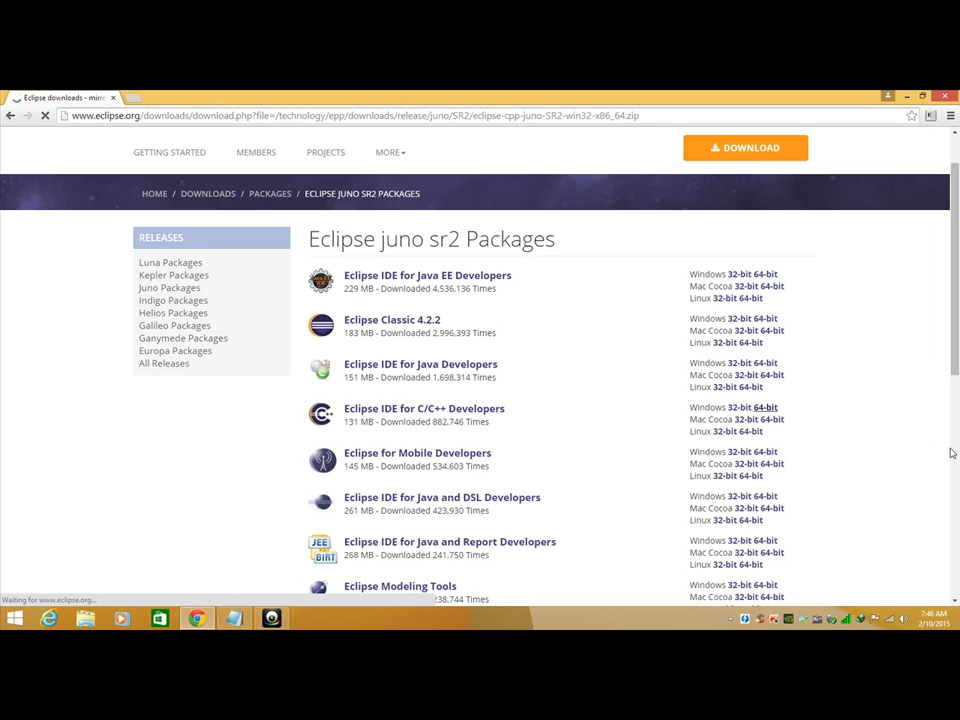 Eclipse downloads - mirro
www.eclipse.org/downloads/download.php?file=/technology/epp/downloads/release/juno/SR2/eclipse-cpp-juno-SR2-win32-x86_64.zip
GETTING STARTED MEMBERS PROJECTS MORE
DOWNLOAD
HOME / DOWNLOADS / PACKAGES / ECLIPSE JUNO SR2 PACKAGES
RELEASES
Luna Packages
Kepler Packages
Juno Packages
Indigo Packages
Helios Packages
Galileo Packages
Ganymede Packages
Europa Packages
All Releases
Eclipse juno sr2 Packages
Eclipse IDE for Java EE Developers
229 MB - Downloaded 4,536,136 Times
Windows 32-bit 64-bit
Mac Cocoa 32-bit 64-bit
Linux 32-bit 64-bit
Eclipse Classic 4.2.2
183 MB - Downloaded 2,996,393 Times
Windows 32-bit 64-bit
Mac Cocoa 32-bit 64-bit
Linux 32-bit 64-bit
Eclipse IDE for Java Developers
151 MB - Downloaded 1,698,314 Times
Windows 32-bit 64-bit
Mac Cocoa 32-bit 64-bit
Linux 32-bit 64-bit
Eclipse IDE for C/C++ Developers
131 MB - Downloaded 882,746 Times
Windows 32-bit 64-bit
Mac Cocoa 32-bit 64-bit
Linux 32-bit 64-bit
Eclipse for Mobile Developers
145 MB - Downloaded 534,603 Times
Windows 32-bit 64-bit
Mac Cocoa 32-bit 64-bit
Linux 32-bit 64-bit
Eclipse IDE for Java and DSL Developers
261 MB - Downloaded 423,930 Times
Windows 32-bit 64-bit
Mac Cocoa 32-bit 64-bit
Linux 32-bit 64-bit
JEE
BIRT
Eclipse IDE for Java and Report Developers
268 MB - Downloaded 241,750 Times
Windows 32-bit 64-bit
Mac Cocoa 32-bit 64-bit
Linux 32-bit 64-bit
Eclipse Modeling Tools
238,744 Times
Windows 32-bit 64-bit
Mac Cocoa 32-bit 64-bit
Waiting for www.eclipse.org...
7:46 AM
2/10/2015